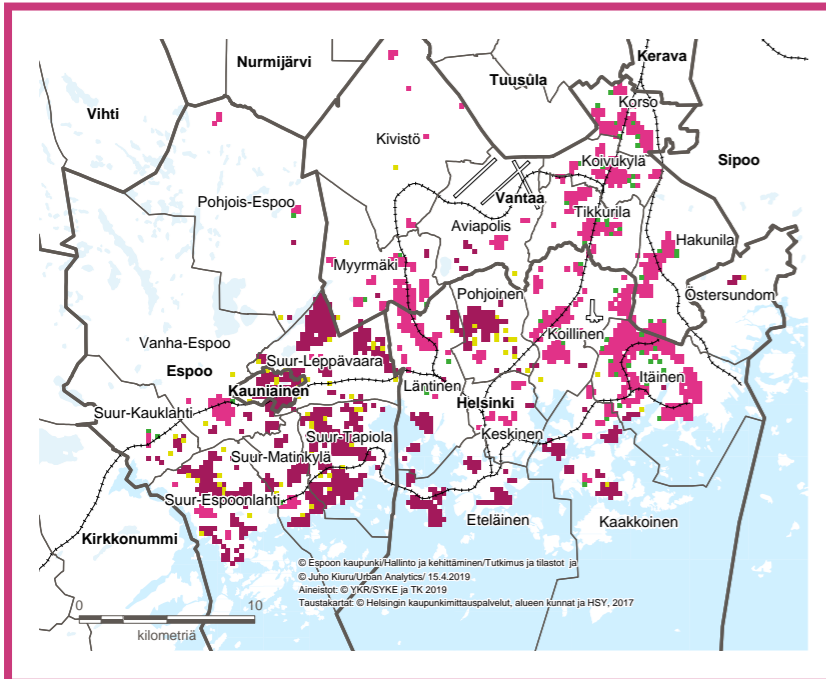 Nurmijärvi
Kerava
Tuusula
Korso
Vihti
Kivistö
Koivukylä
Sipoo
Pohjois-Espoo
Vantaa
Tikkurila
Aviapolis
Hakunila
Myyrmäki
Pohjoinen
Östersundom
Vanha-Espoo
Koillinen
Suur-Leppävaara
Espoo
Itäinen
Kauniainen
Läntinen
Helsinki
Suur-Kauklahti
Suur-Tapiola
Keskinen
Suur-Matinkylä
Suur-Espoonlahti
Eteläinen
Kaakkoinen
Kirkkonummi
© Espoon kaupunki/Hallinto ja kehittäminen/Tutkimus ja tilastot ja
© Juho Kiuru/Urban Analytics/ 15.4.2019
Aineistot: © YKR/SYKE ja TK 2019
Taustakartat: © Helsingin kaupunkimittauspalvelut, alueen kunnat ja HSY, 2017
0 10
kilometriä